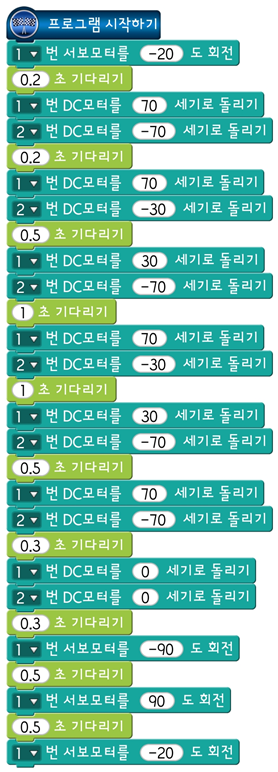 프로그램 시작하기
1 번 서보모터를 -20 도 회전
0.2 초 기다리기
1 번 DC모터를 70 세기로 돌리기
2 번 DC모터를 -70 세기로 돌리기
0.2 초 기다리기
1 번 DC모터를 70 세기로 돌리기
2 번 DC모터를 -30 세기로 돌리기
0.5 초 기다리기
1 번 DC모터를 30 세기로 돌리기
2 번 DC모터를 -70 세기로 돌리기
1 초 기다리기
1 번 DC모터를 70 세기로 돌리기
2 번 DC모터를 -30 세기로 돌리기
1 초 기다리기
1 번 DC모터를 30 세기로 돌리기
2 번 DC모터를 -70 세기로 돌리기
0.5 초 기다리기
1 번 DC모터를 70 세기로 돌리기
2 번 DC모터를 -70 세기로 돌리기
0.3 초 기다리기
1 번 DC모터를 0 세기로 돌리기
2 번 DC모터를 0 세기로 돌리기
0.3 초 기다리기
1 번 서보모터를 -90 도 회전
0.5 초 기다리기
1 번 서보모터를 90 도 회전
0.5 초 기다리기
1 번 서보모터를 -20 도 회전